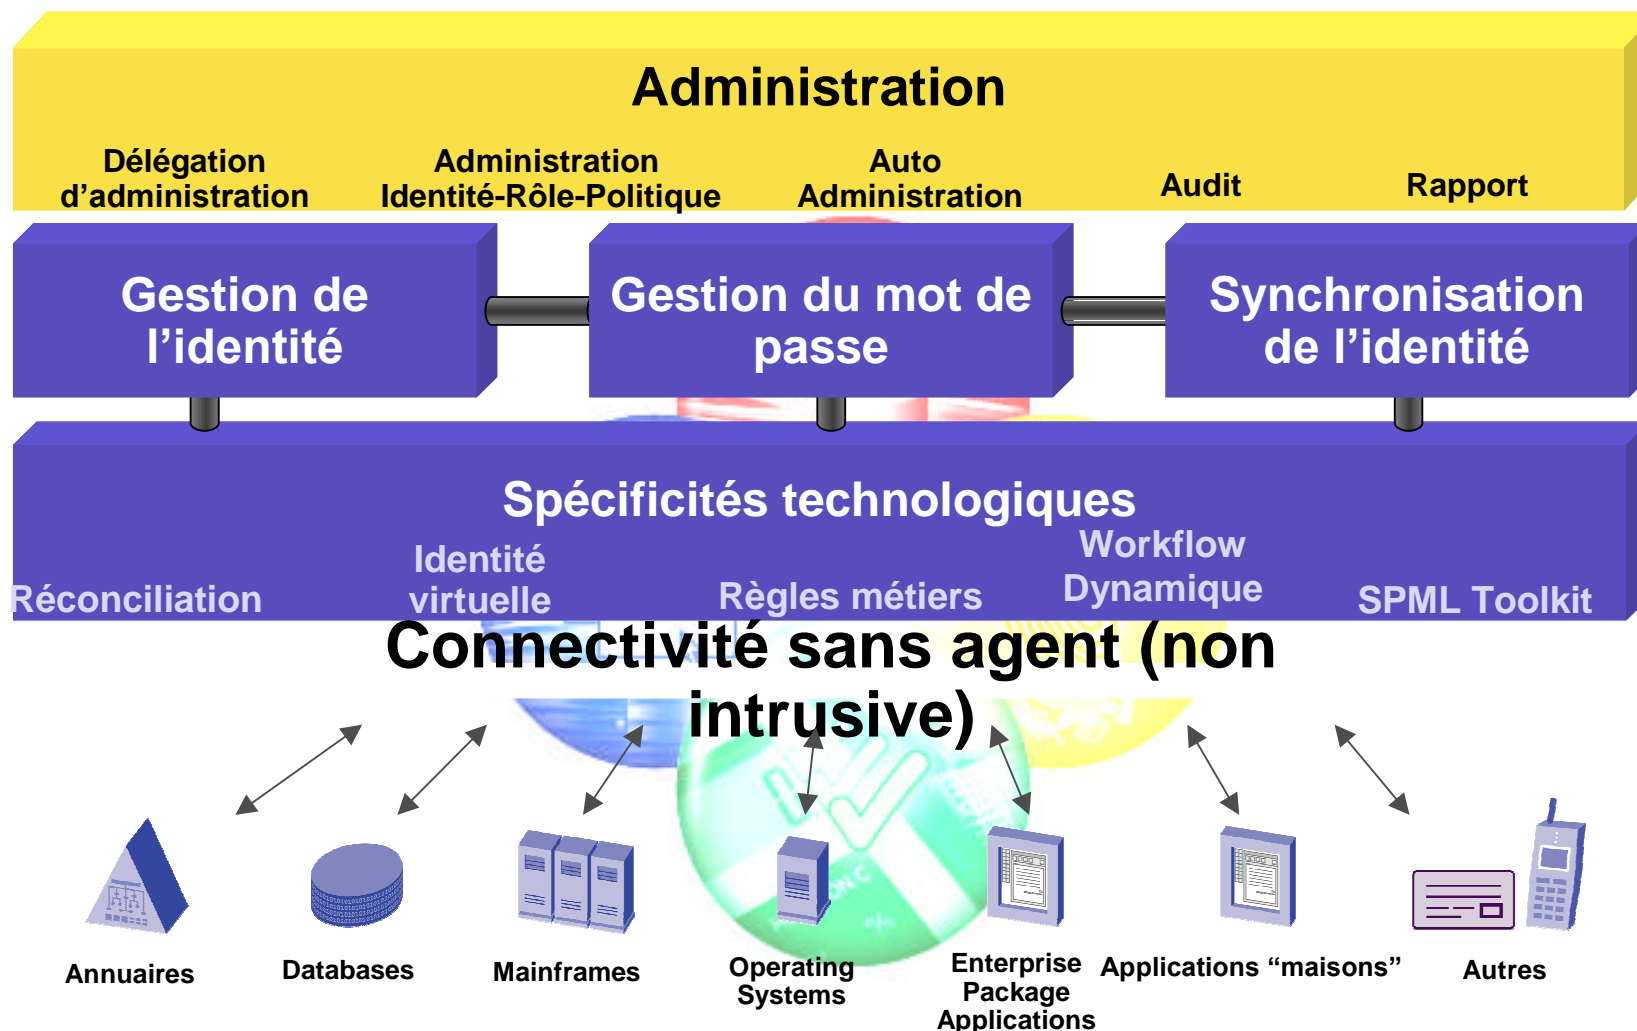 Administration
Délégation
d’administration
Administration
Identité-Rôle-Politique
Auto
Administration
Audit
Rapport
Gestion de
l’identité
Gestion du mot de
passe
Synchronisation
de l’identité
Spécificités technologiques
Réconciliation
Identité
virtuelle
Règles métiers
Workflow
Dynamique
SPML Toolkit
Connectivité sans agent (non
intrusive)
Annuaires
Databases
Mainframes
Operating
Systems
Enterprise
Package
Applications
Applications “maisons”
Autres